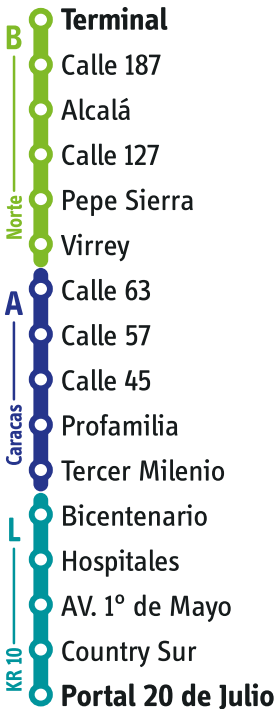 B
Norte
Terminal
Calle 187
Alcalá
Calle 127
Pepe Sierra
Virrey
A
Caracas
Calle 63
Calle 57
Calle 45
Profamilia
Tercer Milenio
L
KR 10
Bicentenario
Hospitales
AV. 1° de Mayo
Country Sur
Portal 20 de Julio